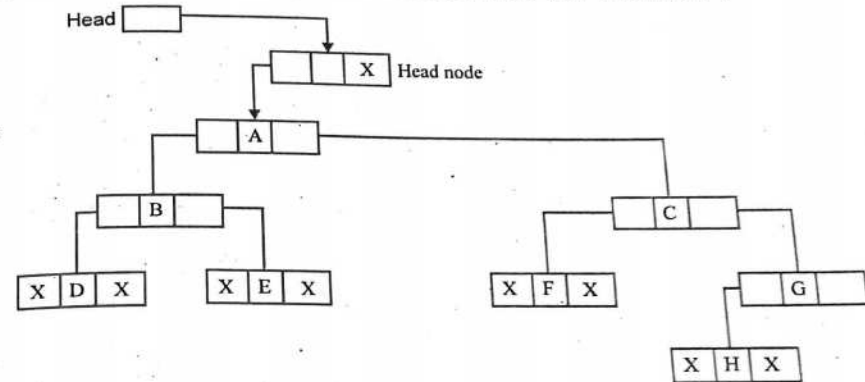 Head
X Head node
A
B
C
X D X
X E X
X F X
G
X H X